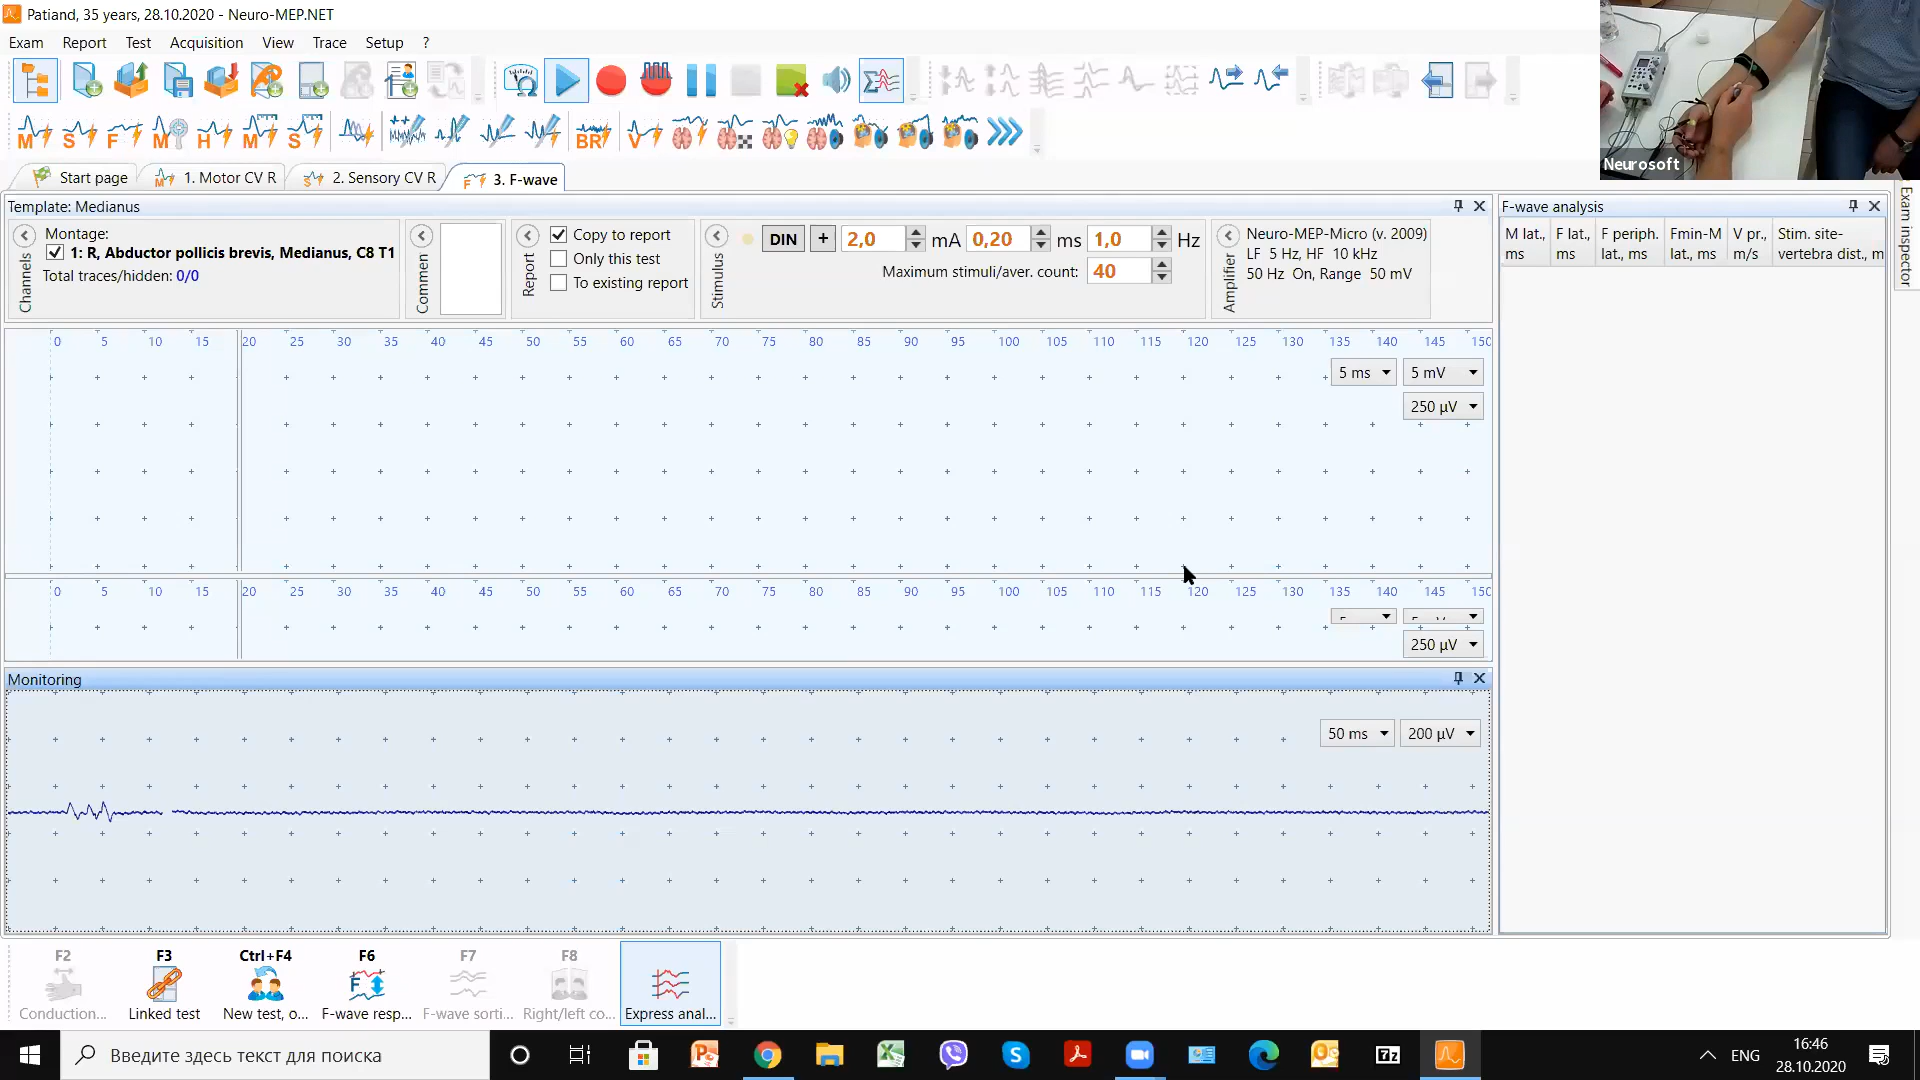 Patiand, 35 years, 28.10.2020 - Neuro-MEP.NET
Exam Report Test Acquisition View Trace Setup ?
M S F M H M S BR V
Neurosoft
Start page 1. Motor CV R 2. Sensory CV R 3. F-wave
Template: Medianus
Channels
Montage:
1: R, Abductor pollicis brevis, Medianus, C8 T1
Total traces/hidden: 0/0
Commen
Report
Copy to report
Only this test
To existing report
Stimulus
DIN + 2,0 mA 0,20 ms 1,0 Hz
Maximum stimuli/aver. count: 40
Amplifier
Neuro-MEP-Micro (v. 2009)
LF 5 Hz, HF 10 kHz
50 Hz On, Range 50 mV
F-wave analysis
M lat., ms F lat., ms F periph. lat., ms Fmin-M lat., ms V pr., m/s Stim. site-vertebra dist., m
Exam inspector
0 5 10 15 20 25 30 35 40 45 50 55 60 65 70 75 80 85 90 95 100 105 110 115 120 125 130 135 140 145 150
5 ms 5 mV
250 µV
0 5 10 15 20 25 30 35 40 45 50 55 60 65 70 75 80 85 90 95 100 105 110 115 120 125 130 135 140 145 150
250 µV
Monitoring
50 ms 200 µV
F2 F3 Ctrl+F4 F6 F7 F8
Conduction... Linked test New test, o... F-wave resp... F-wave sorti... Right/left co... Express anal...
Введите здесь текст для поиска
7z
ENG
16:46
28.10.2020